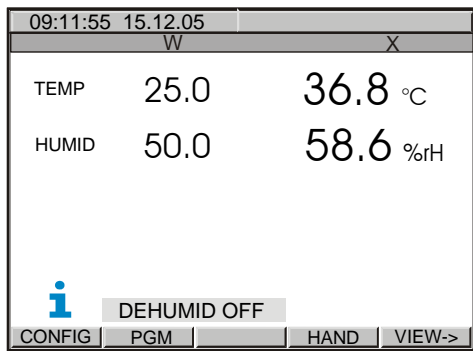 09:11:55 15.12.05
W X
TEMP 25.0 36.8 °C
HUMID 50.0 58.6 %rH
i
DEHUMID OFF
CONFIG PGM HAND VIEW->